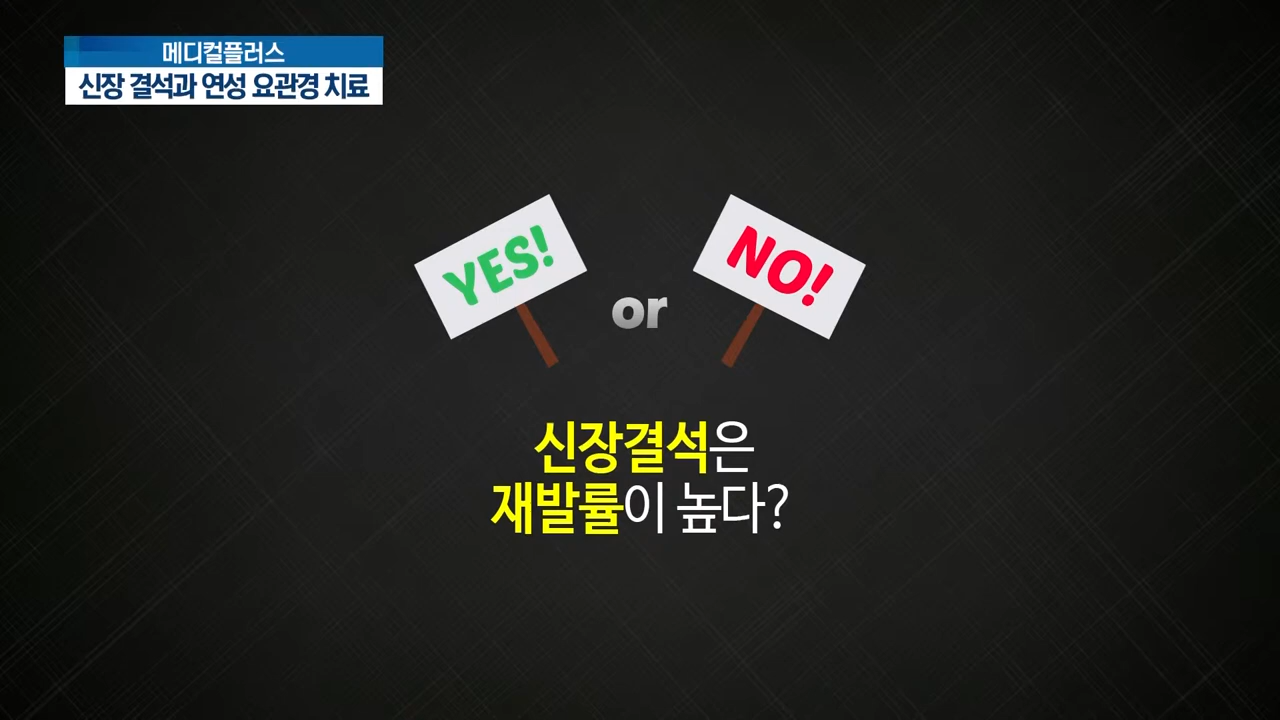 메디컬플러스
신장 결석과 연성 요관경 치료
YES!
or
NO!
신장결석은
재발률이 높다?